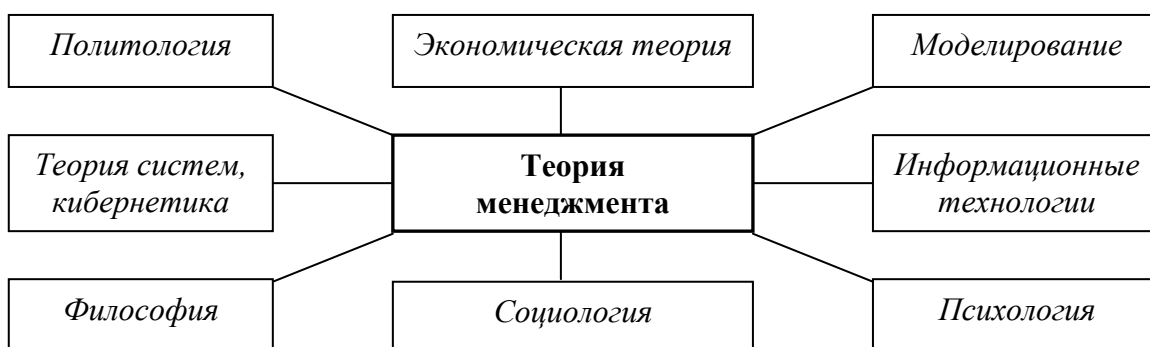 Политология
Экономическая теория
Моделирование
Теория систем,
кибернетика
Теория
менеджмента
Информационные
технологии
Философия
Социология
Психология